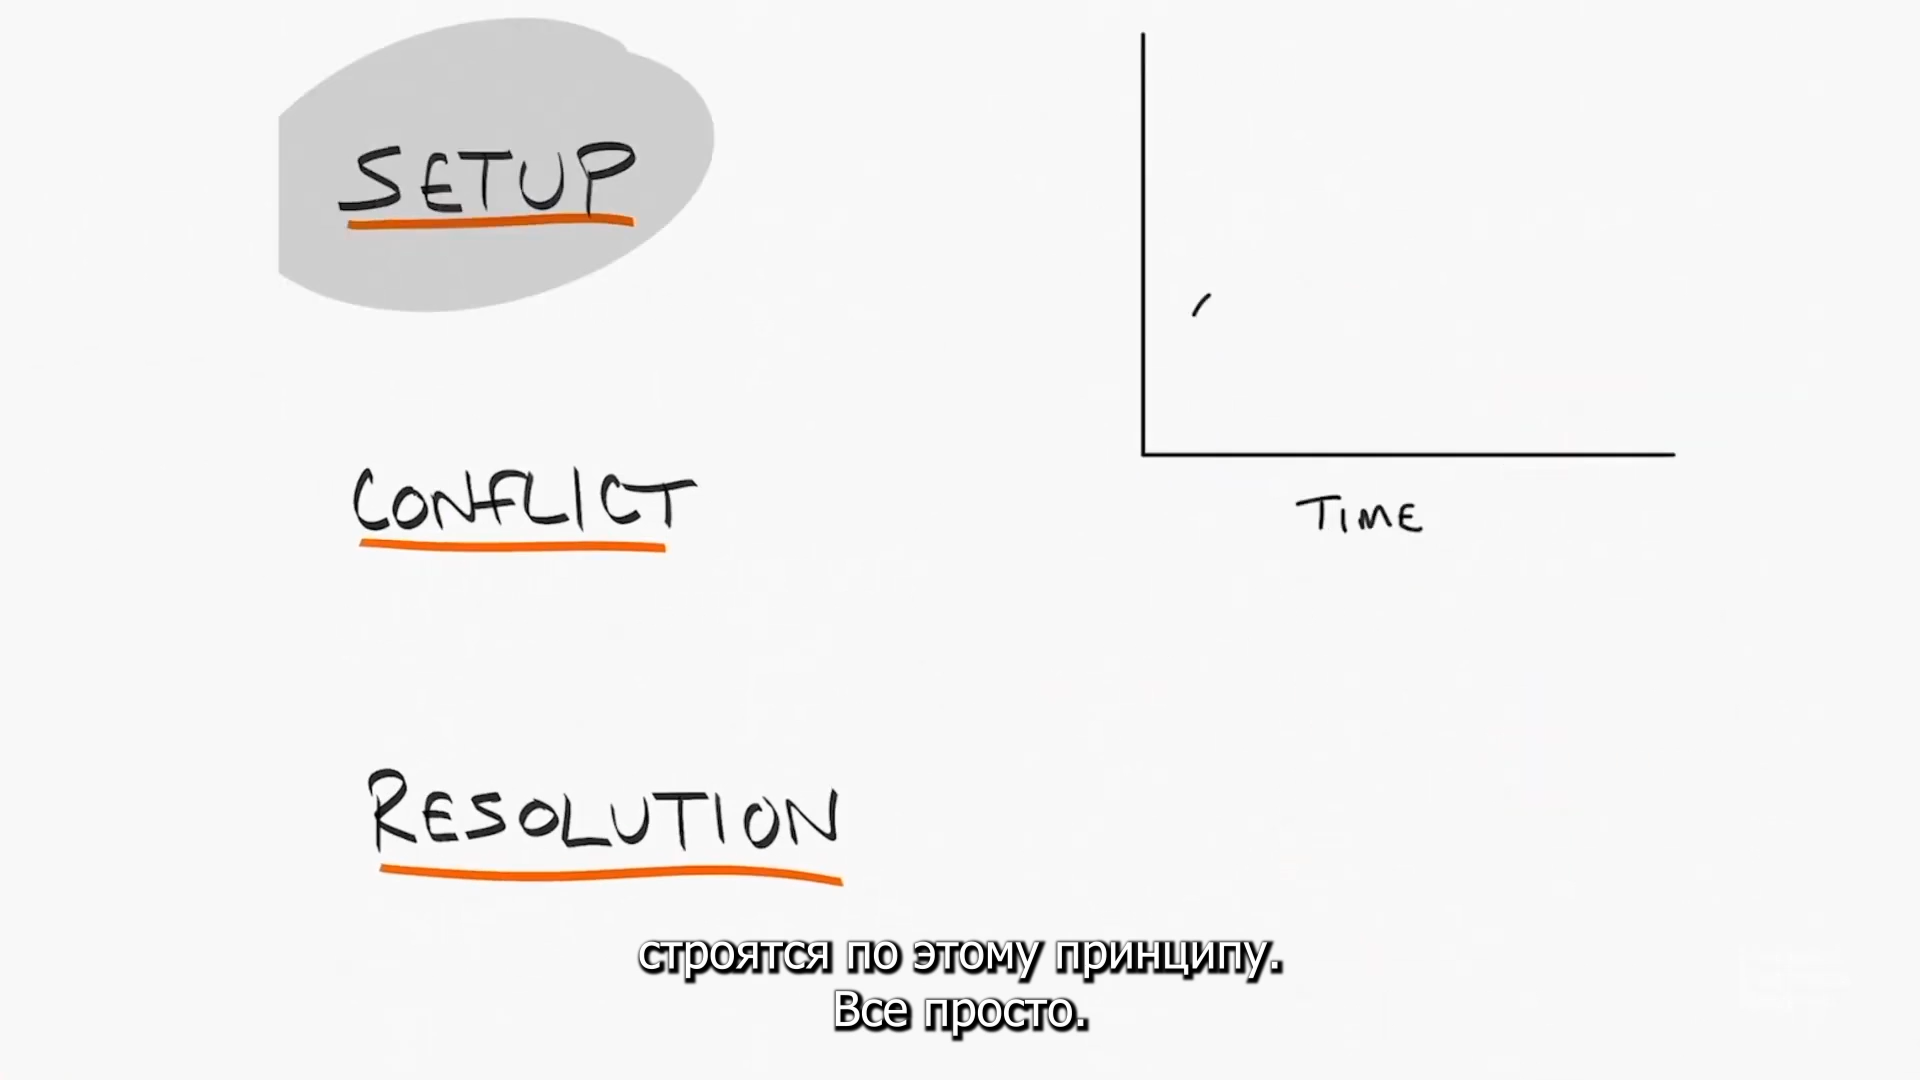 SETUP
CONFLICT
TIME
RESOLUTION
строятся по этому принципу.
Все просто.